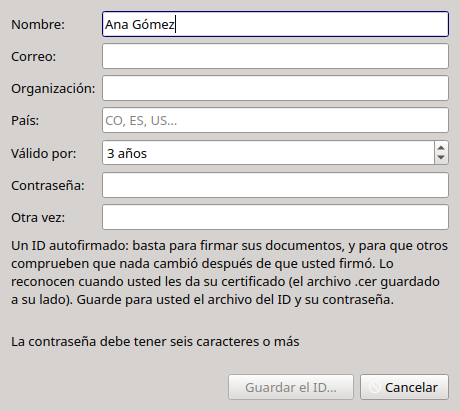 Nombre: Ana Gómez
Correo:
Organización:
País: CO, ES, US...
Válido por: 3 años
Contraseña:
Otra vez:
Un ID autofirmado: basta para firmar sus documentos, y para que otros
comprueben que nada cambió después de que usted firmó. Lo
reconocen cuando usted les da su certificado (el archivo .cer guardado
a su lado). Guarde para usted el archivo del ID y su contraseña.
La contraseña debe tener seis caracteres o más
Guardar el ID... Cancelar